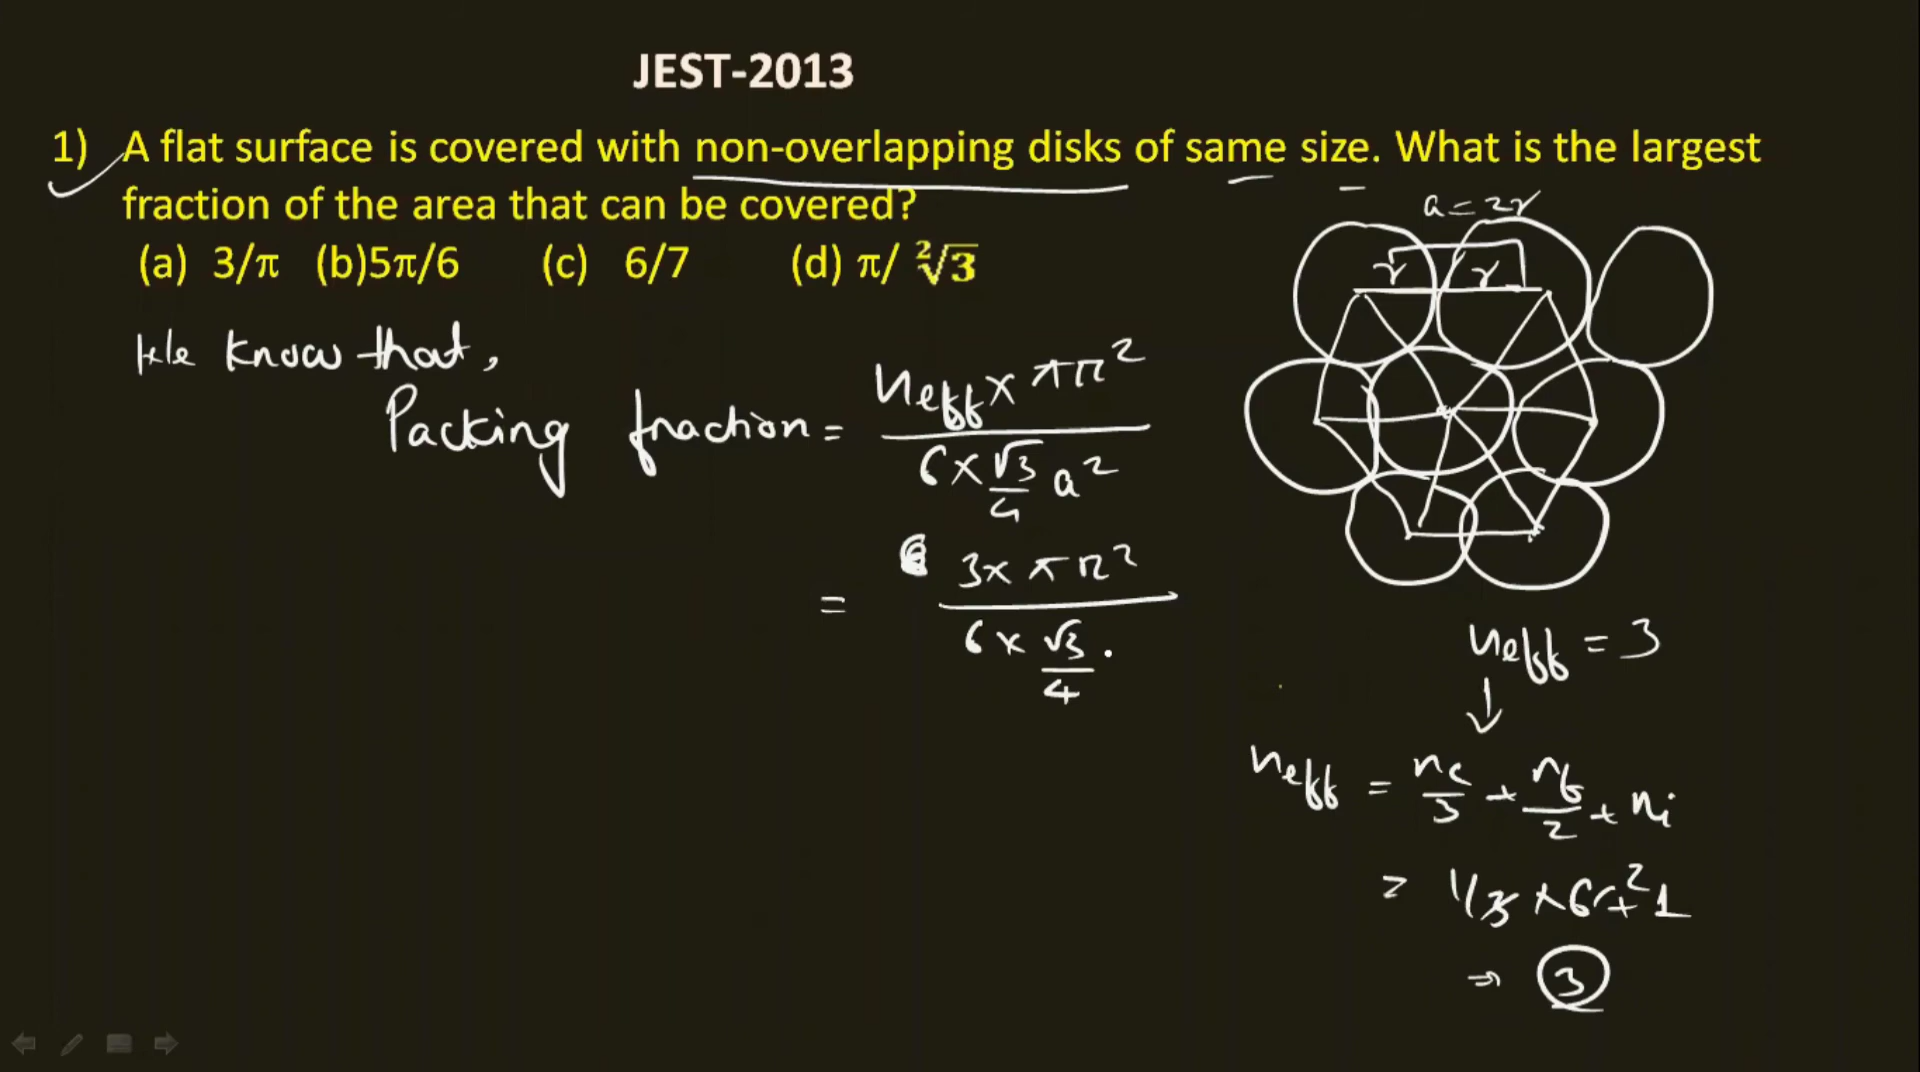 JEST-2013
1) A flat surface is covered with non-overlapping disks of same size. What is the largest
fraction of the area that can be covered?
(a) 3/π (b)5π/6 (c) 6/7 (d) π/ ²√3
a = 2r
r r
We know that,
Packing fraction = neff × πr² / 6 × √3/4 a²
= 3 × πr² / 6 × √3/4 .
neff = 3
↓
neff = nc/3 + nb/2 + ni
= 1/3 × 6 2 + 1
⇒ 3